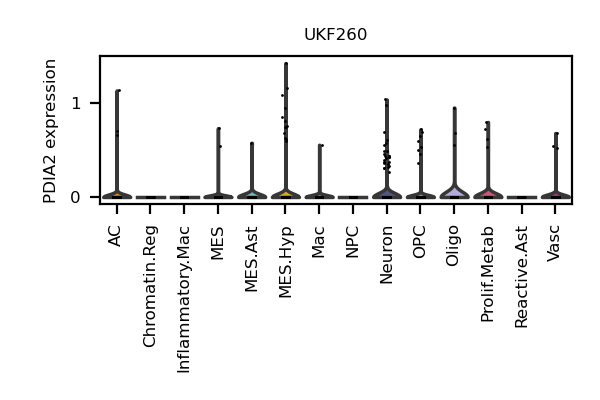 UKF260
PDIA2 expression
1
0
AC
Chromatin.Reg
Inflammatory.Mac
MES
MES.Ast
MES.Hyp
Mac
NPC
Neuron
OPC
Oligo
Prolif.Metab
Reactive.Ast
Vasc